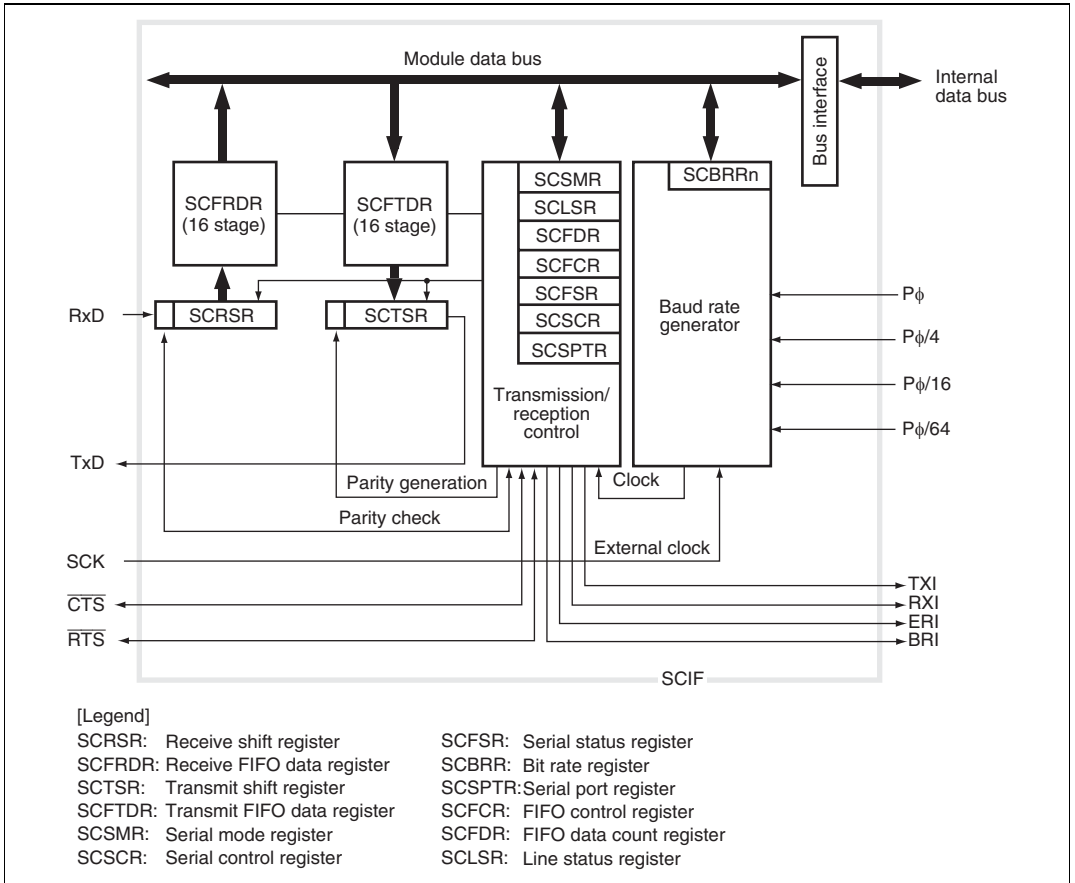 Module data bus
Bus interface
Internal
data bus
SCFRDR
(16 stage)
SCFTDR
(16 stage)
SCSMR
SCLSR
SCFDR
SCFCR
SCFSR
SCSCR
SCSPTR
Transmission/
reception
control
SCBRRn
Baud rate
generator
Pϕ
Pϕ/4
Pϕ/16
Pϕ/64
RxD
SCRSR
SCTSR
TxD
Parity generation
Clock
Parity check
SCK
External clock
C̅T̅S̅
R̅T̅S̅
TXI
RXI
ERI
BRI
SCIF
[Legend]
SCRSR: Receive shift register
SCFRDR: Receive FIFO data register
SCTSR: Transmit shift register
SCFTDR: Transmit FIFO data register
SCSMR: Serial mode register
SCSCR: Serial control register
SCFSR: Serial status register
SCBRR: Bit rate register
SCSPTR:Serial port register
SCFCR: FIFO control register
SCFDR: FIFO data count register
SCLSR: Line status register